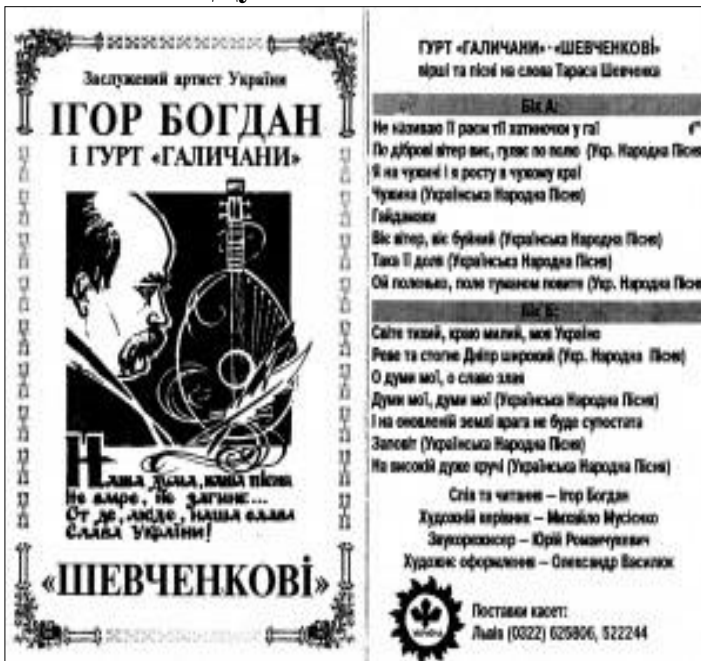 Заслужений артист України
ІГОР БОГДАН
І ГУРТ «ГАЛИЧАНИ»
Наша дума, наша пісня
Не вмре, не загине...
От де, люде, наша слава
Слава України!
«ШЕВЧЕНКОВІ»
ГУРТ «ГАЛИЧАНИ»-«ШЕВЧЕНКОВІ»
вірші та пісні на слова Тараса Шевченка
Бік А:
Не називаю її раєм тії хатиночки у гаї
По діброві вітер виє, гуляє по полю (Укр. Народна Пісня
Я на чужині і я росту в чужому краї
Чужина (Українська Народна Пісня)
Гайдамаки
Віє вітер, віє буйний (Українська Народна Пісня)
Така її доля (Українська Народна Пісня)
Ой поленько, поле туманом повите (Укр. Народна Пісня
Бік Б:
Світе тихий, краю милий, моя Україно
Реве та стогне Дніпр широкий (Укр. Народна Пісня)
О думи мої, о славо злая
Думи мої, думи мої (Українська Народна Пісня)
І на оновленій землі врага не буде супостата
Заповіт (Українська Народна Пісня)
На високій дуже кручі (Українська Народна Пісня)
Спів та читання – Ігор Богдан
Художній керівник – Михайло Мусієнко
Звукорежисер – Юрій Романчукевич
Художнє оформлення – Олександр Василюк
Поставки касет:
Львів (0322) 625806, 522244